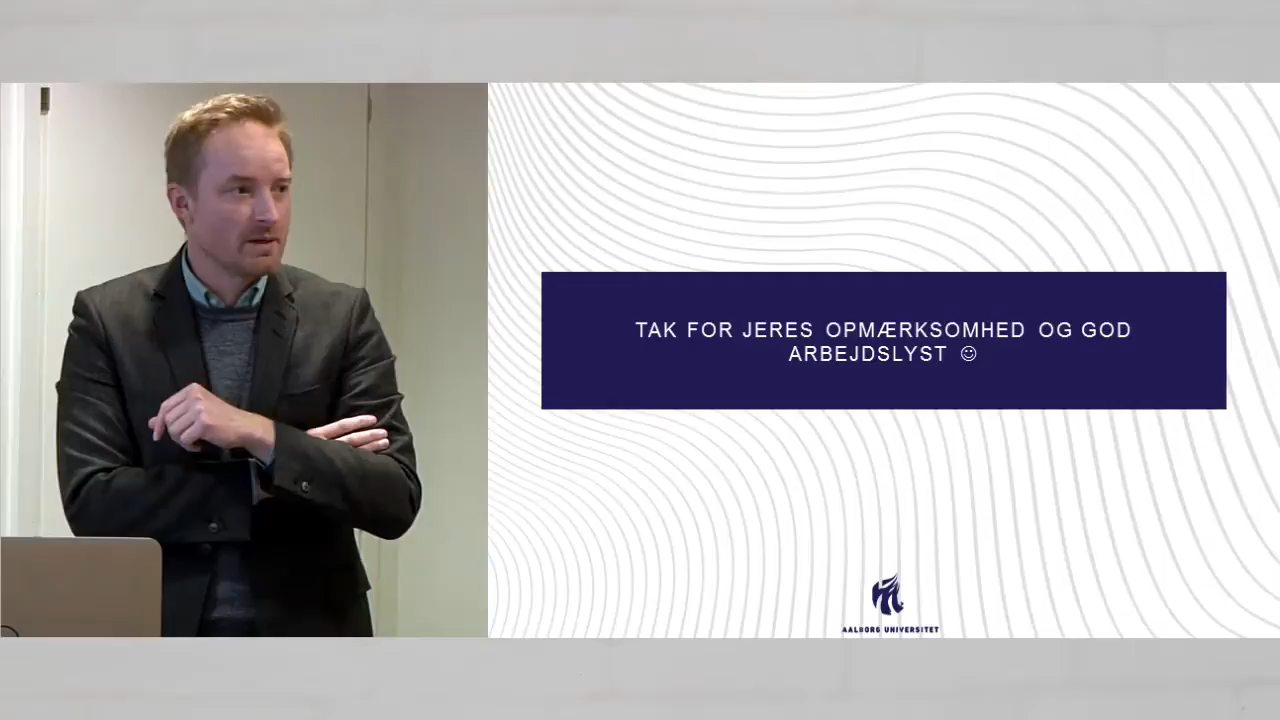 TAK FOR JERES OPMÆRKSOMHED OG GOD
ARBEJDSLYST ☺
AALBORG UNIVERSITET